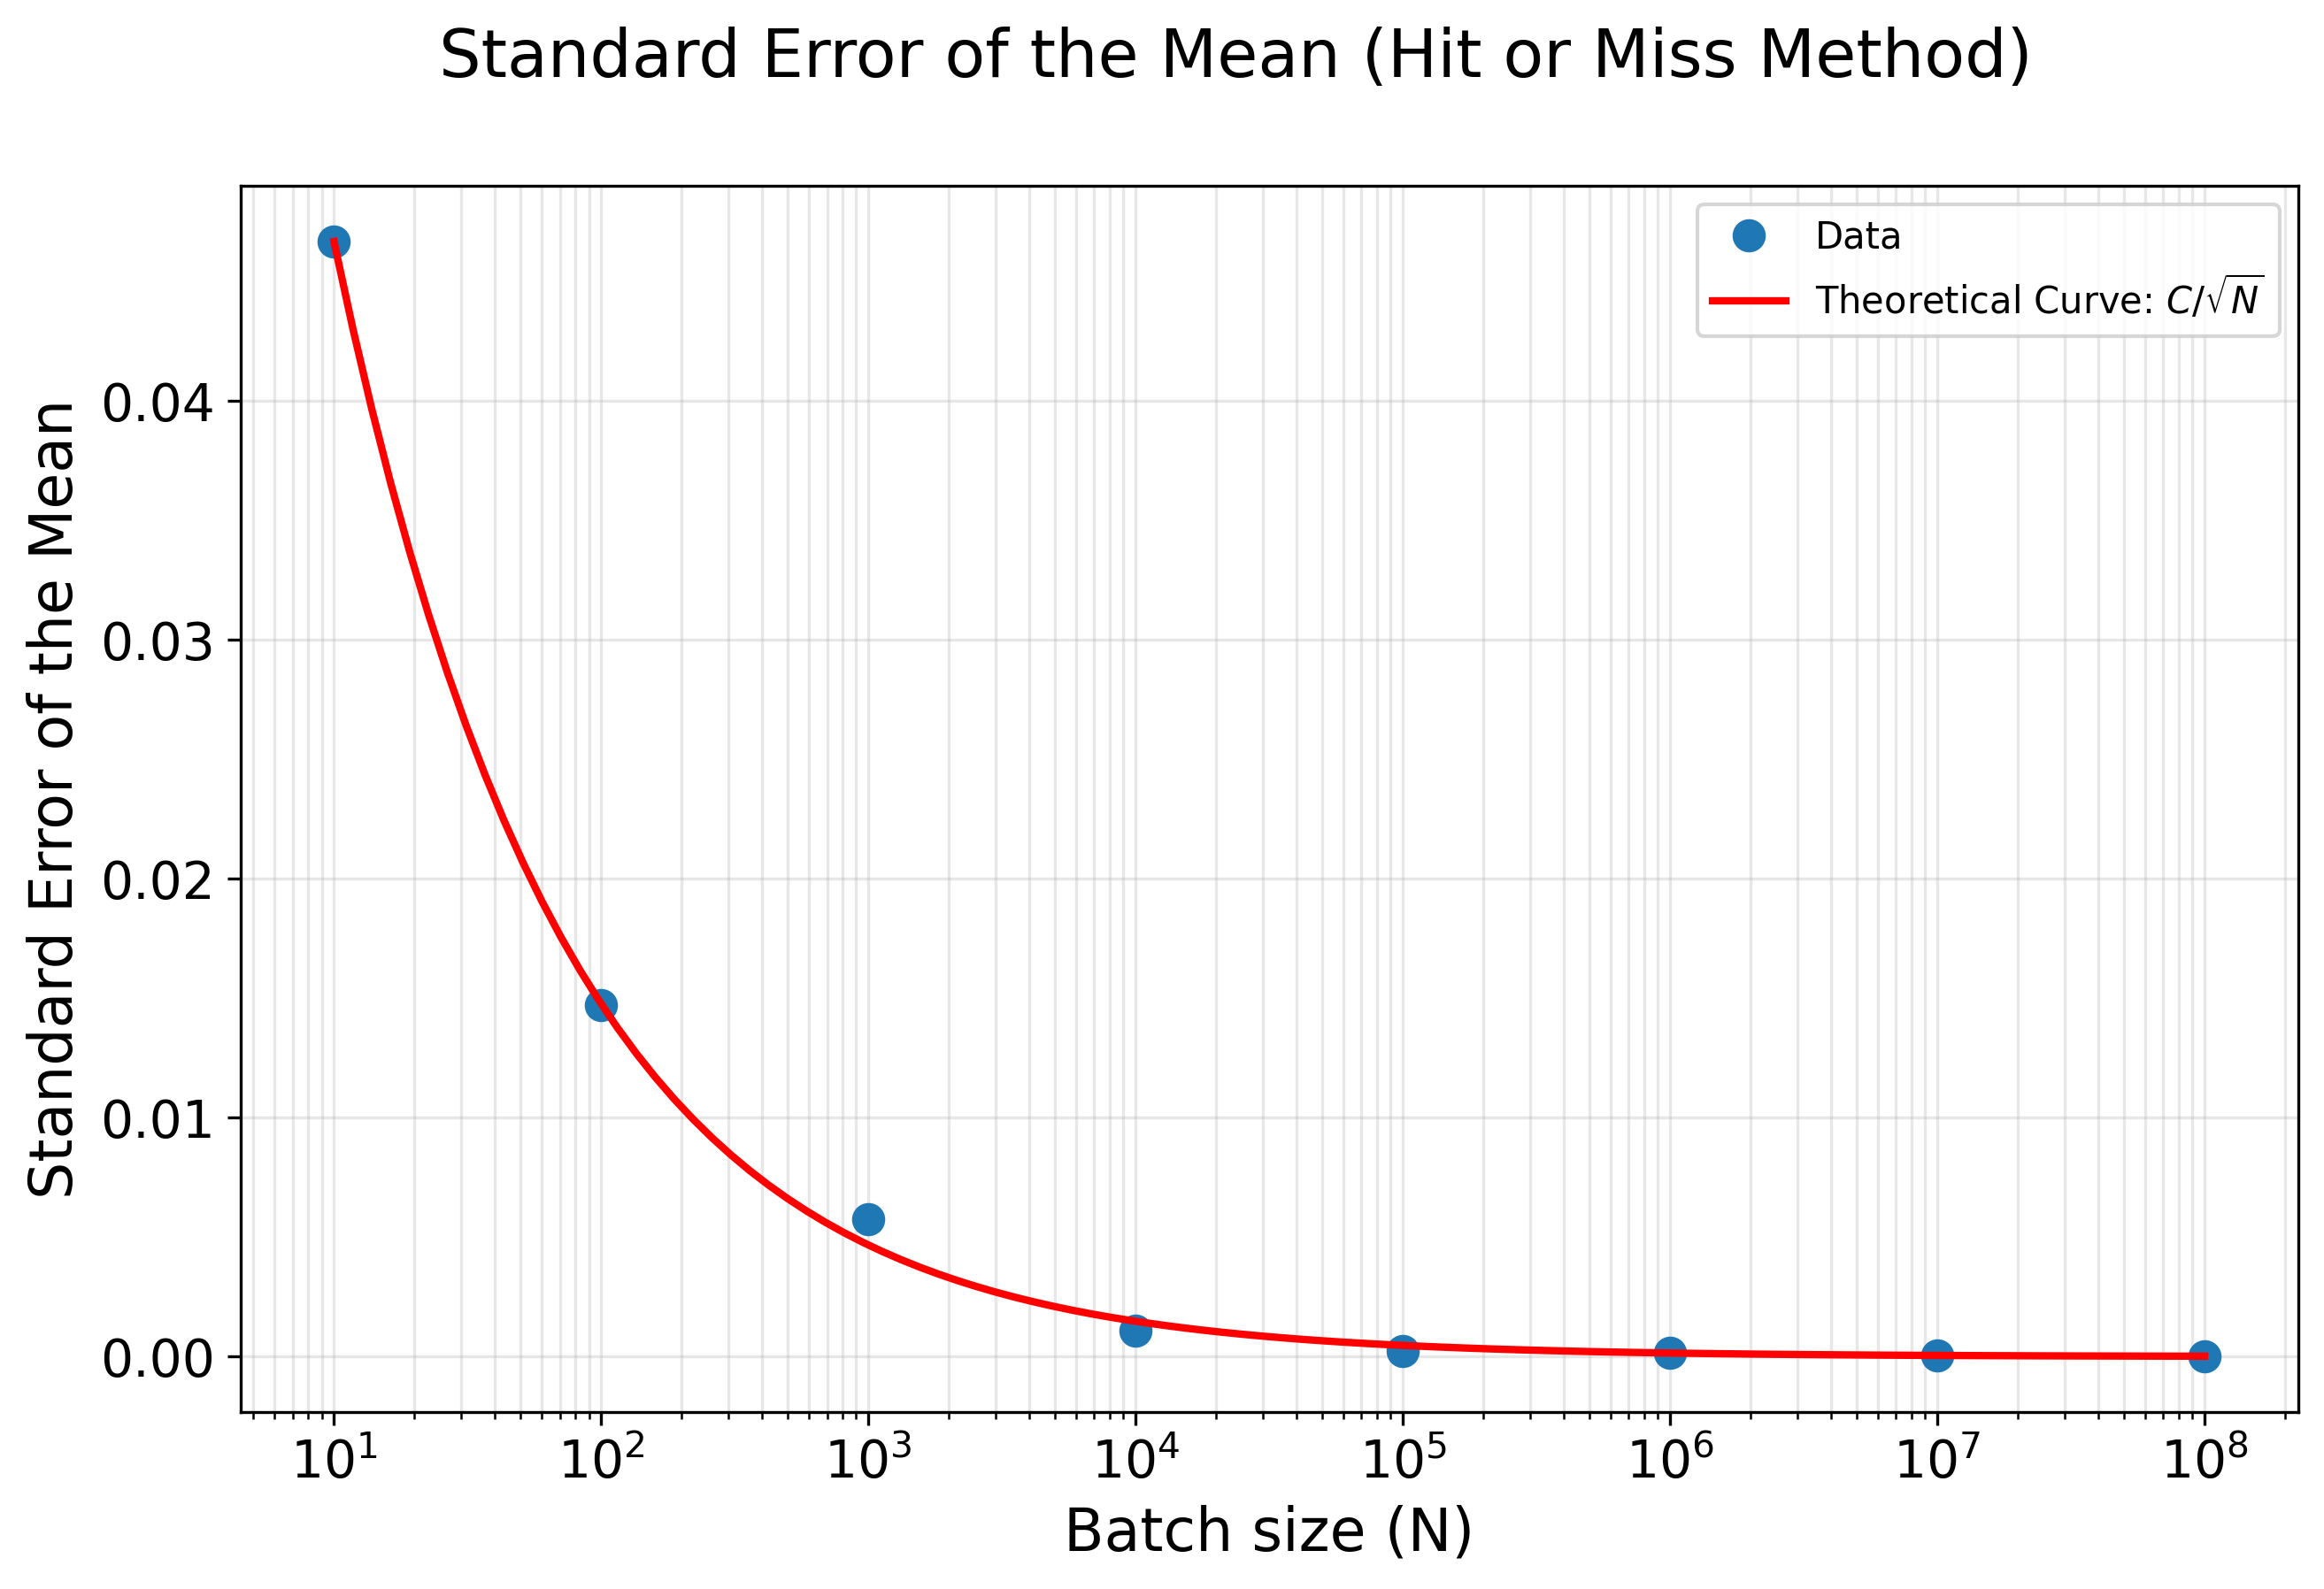 Standard Error of the Mean (Hit or Miss Method)
Data
Theoretical Curve: $C/\sqrt{N}$
Standard Error of the Mean
0.04
0.03
0.02
0.01
0.00
10¹ 10² 10³ 10⁴ 10⁵ 10⁶ 10⁷ 10⁸
Batch size (N)